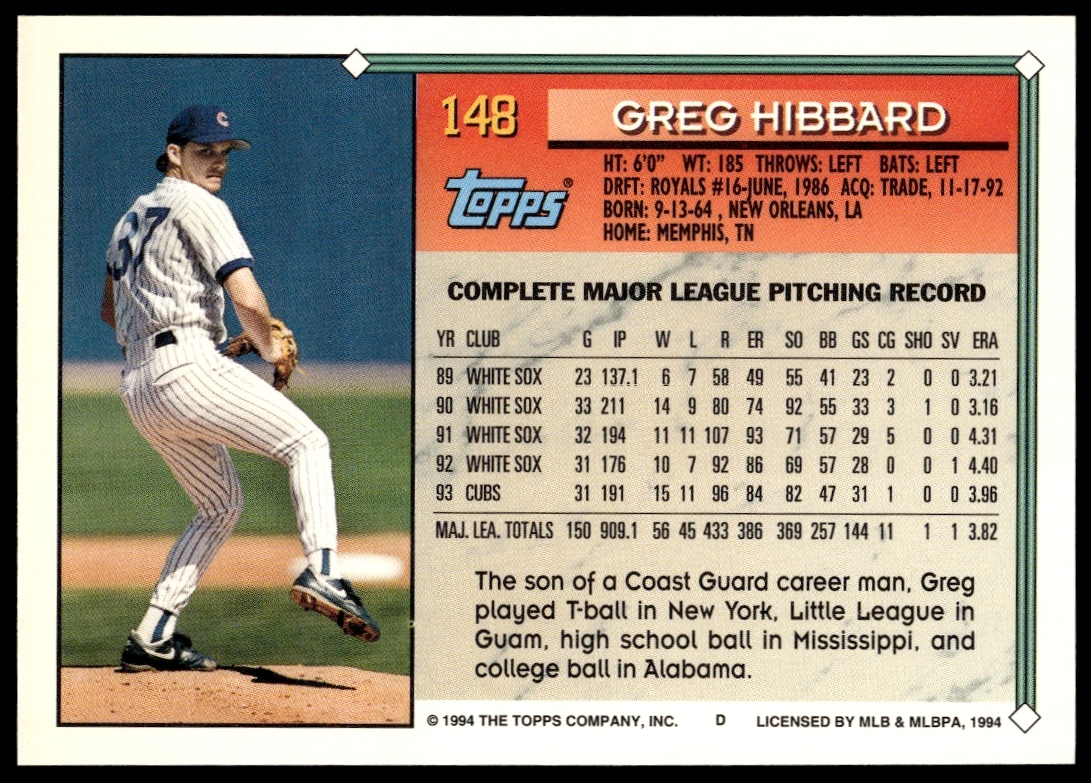 148
GREG HIBBARD
TOPPS®
HT: 6'0" WT: 185 THROWS: LEFT BATS: LEFT
DRFT: ROYALS #16-JUNE, 1986 ACQ: TRADE, 11-17-92
BORN: 9-13-64 , NEW ORLEANS, LA
HOME: MEMPHIS, TN
C
37
COMPLETE MAJOR LEAGUE PITCHING RECORD
YR CLUB G IP W L R ER SO BB GS CG SHO SV ERA
89 WHITE SOX 23 137.1 6 7 58 49 55 41 23 2 0 0 3.21
90 WHITE SOX 33 211 14 9 80 74 92 55 33 3 1 0 3.16
91 WHITE SOX 32 194 11 11 107 93 71 57 29 5 0 0 4.31
92 WHITE SOX 31 176 10 7 92 86 69 57 28 0 0 1 4.40
93 CUBS 31 191 15 11 96 84 82 47 31 1 0 0 3.96
MAJ. LEA. TOTALS 150 909.1 56 45 433 386 369 257 144 11 1 1 3.82
The son of a Coast Guard career man, Greg
played T-ball in New York, Little League in
Guam, high school ball in Mississippi, and
college ball in Alabama.
© 1994 THE TOPPS COMPANY, INC. D LICENSED BY MLB & MLBPA, 1994